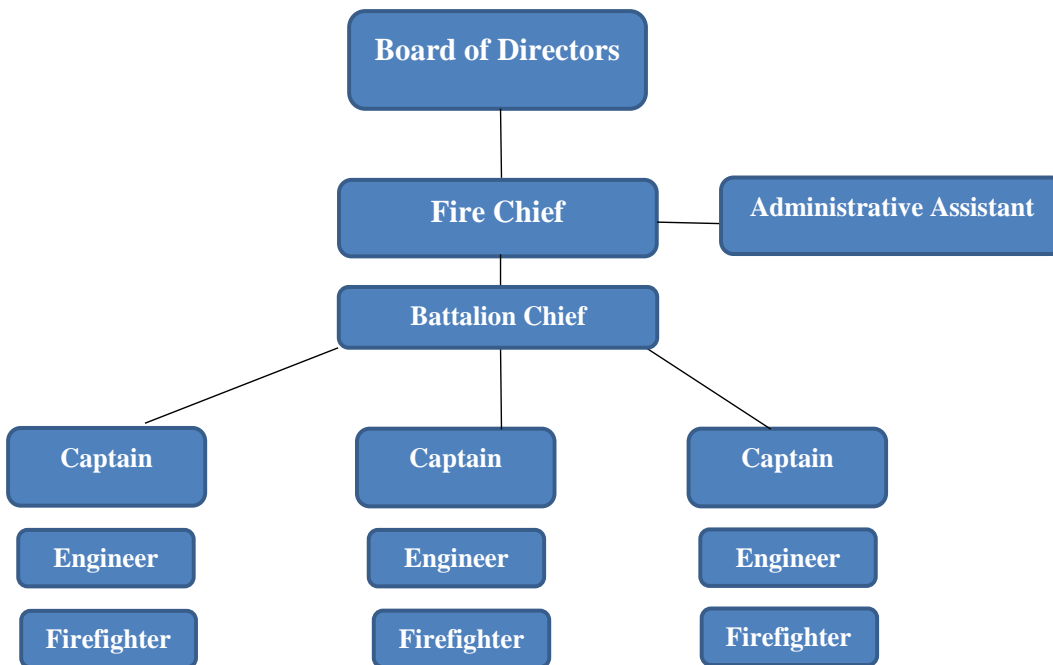 Board of Directors
Fire Chief
Administrative Assistant
Battalion Chief
Captain
Captain
Captain
Engineer
Engineer
Engineer
Firefighter
Firefighter
Firefighter